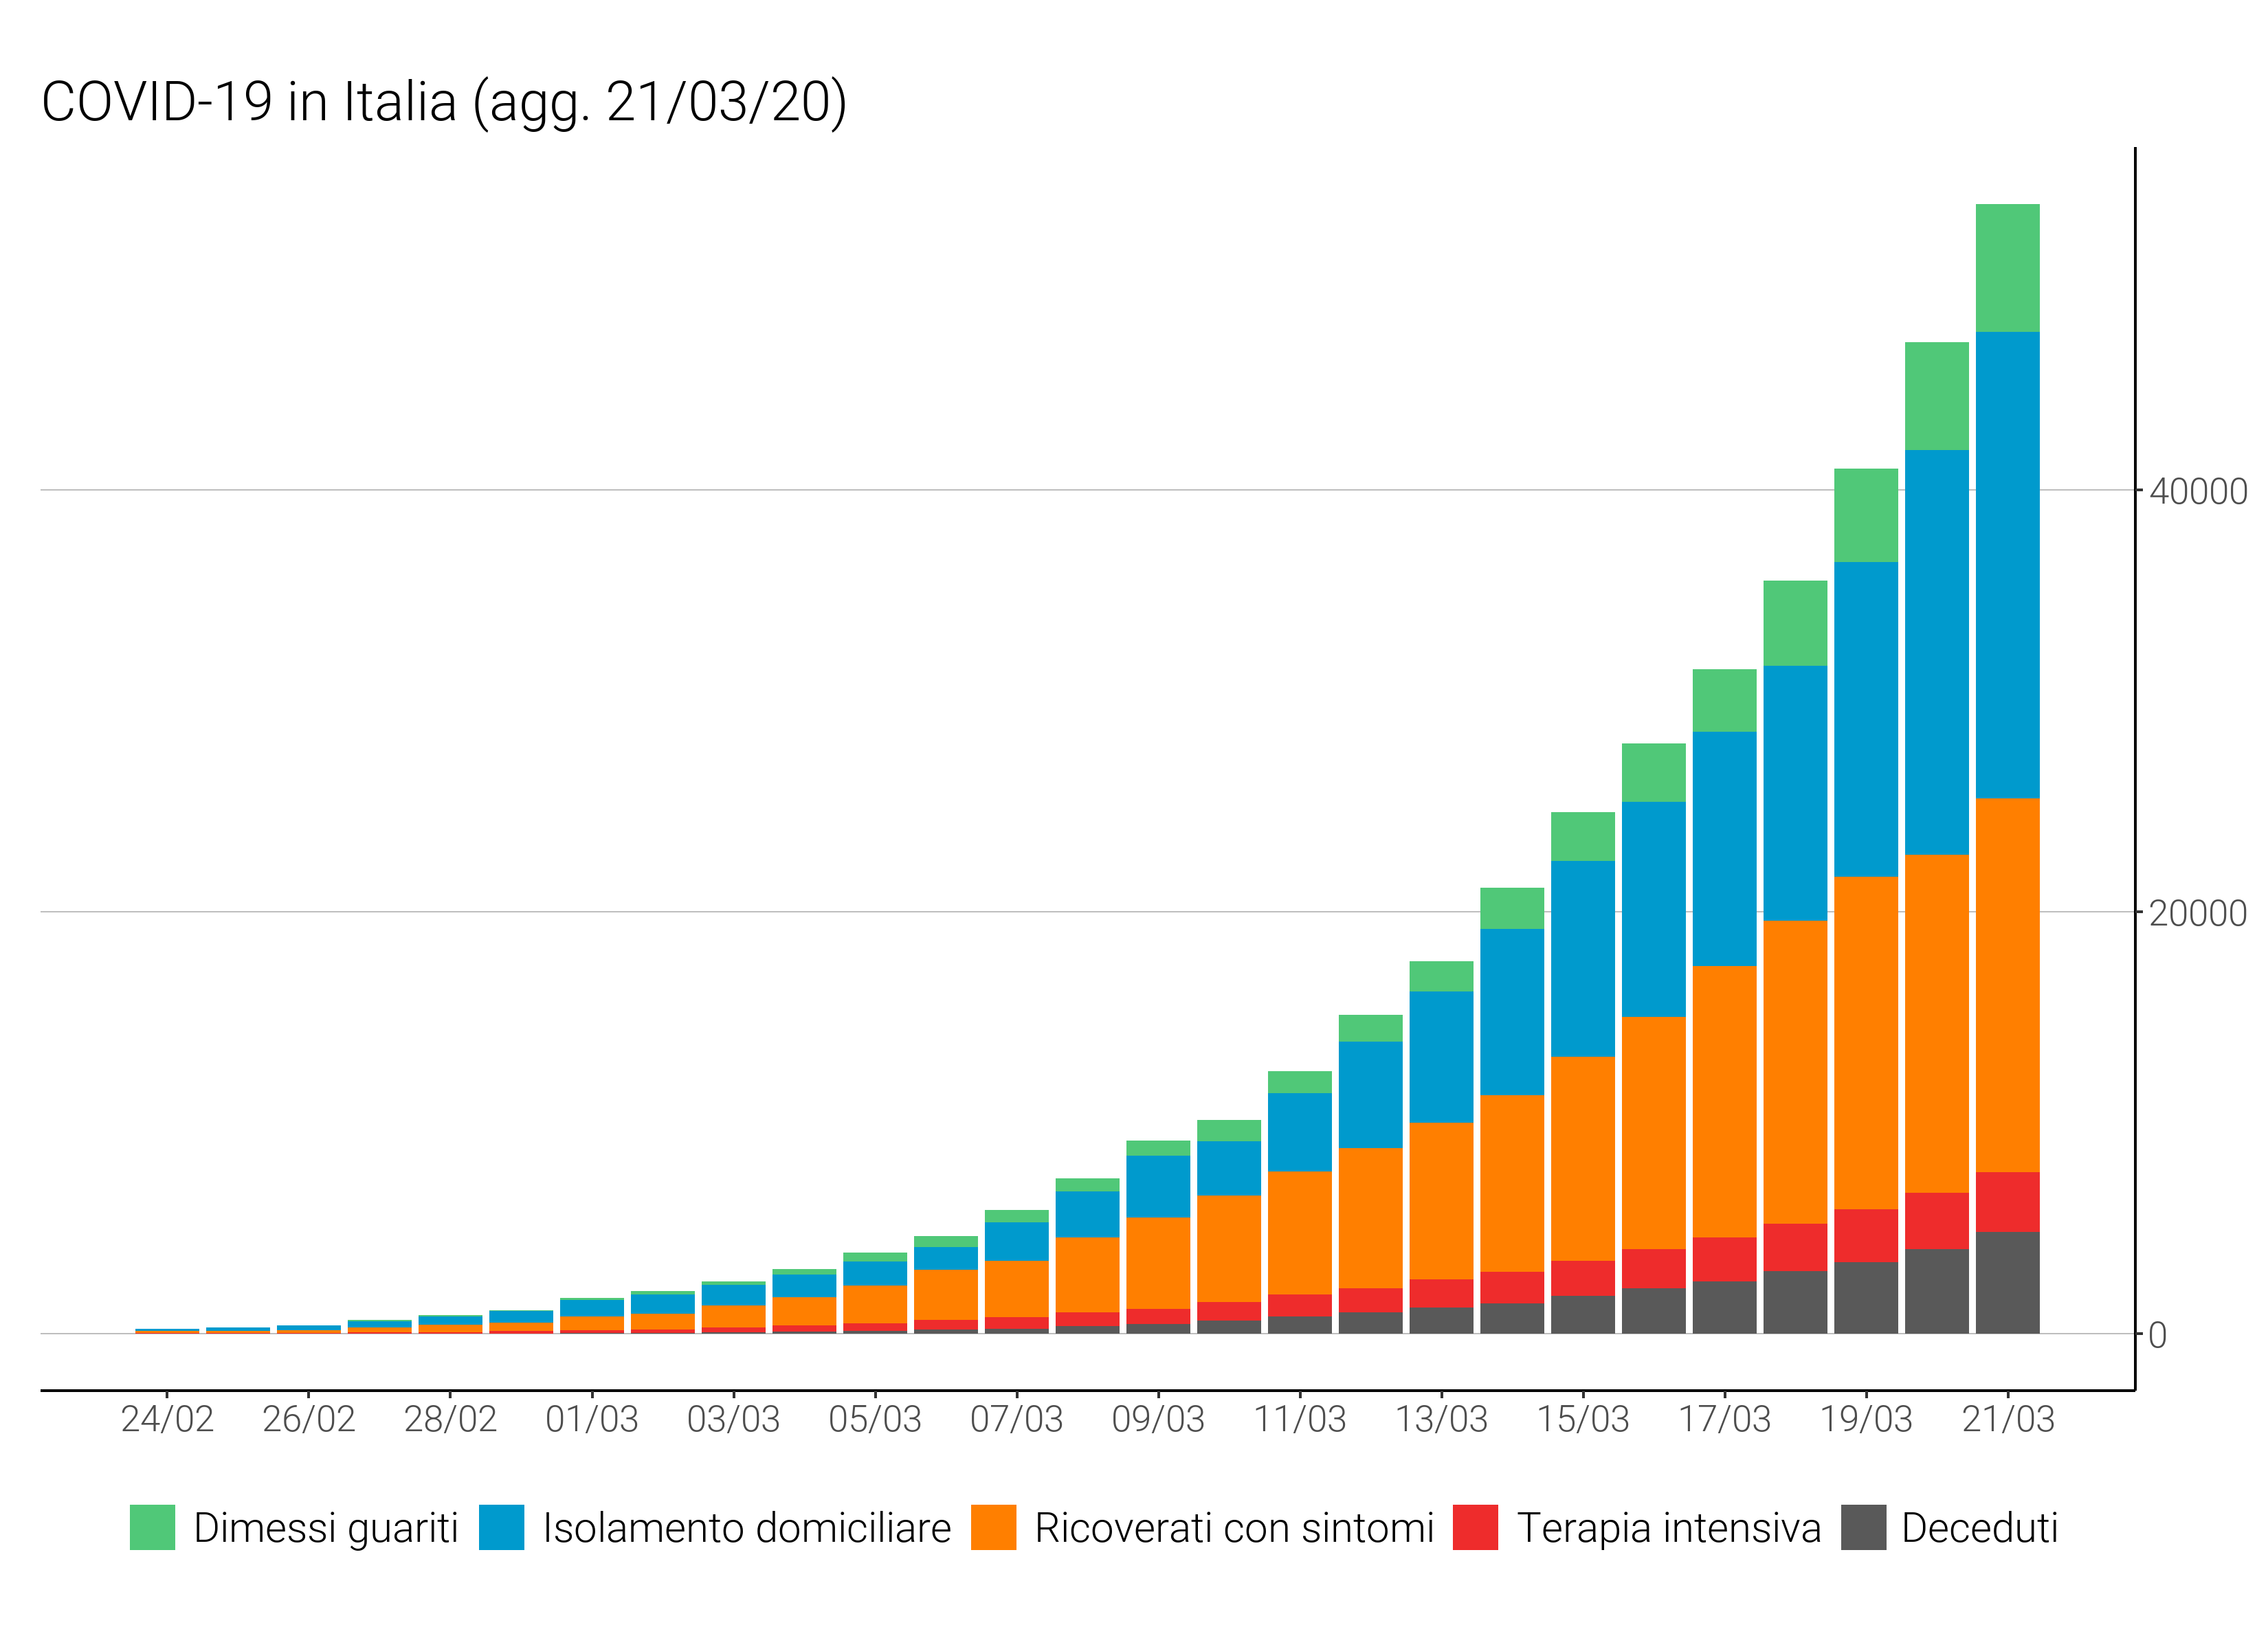 COVID-19 in Italia (agg. 21/03/20)
40000
20000
0
24/02 26/02 28/02 01/03 03/03 05/03 07/03 09/03 11/03 13/03 15/03 17/03 19/03 21/03
Dimessi guariti Isolamento domiciliare Ricoverati con sintomi Terapia intensiva Deceduti